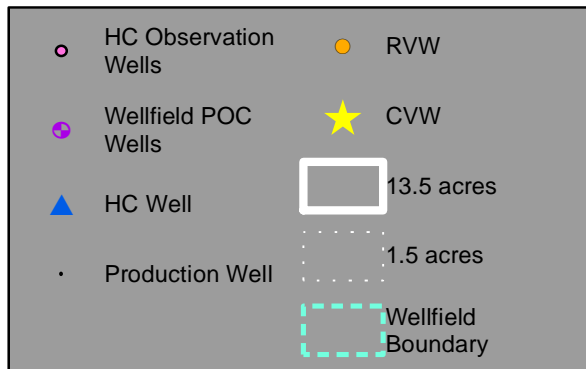 HC Observation
Wells
Wellfield POC
Wells
HC Well
Production Well
RVW
CVW
13.5 acres
1.5 acres
Wellfield
Boundary